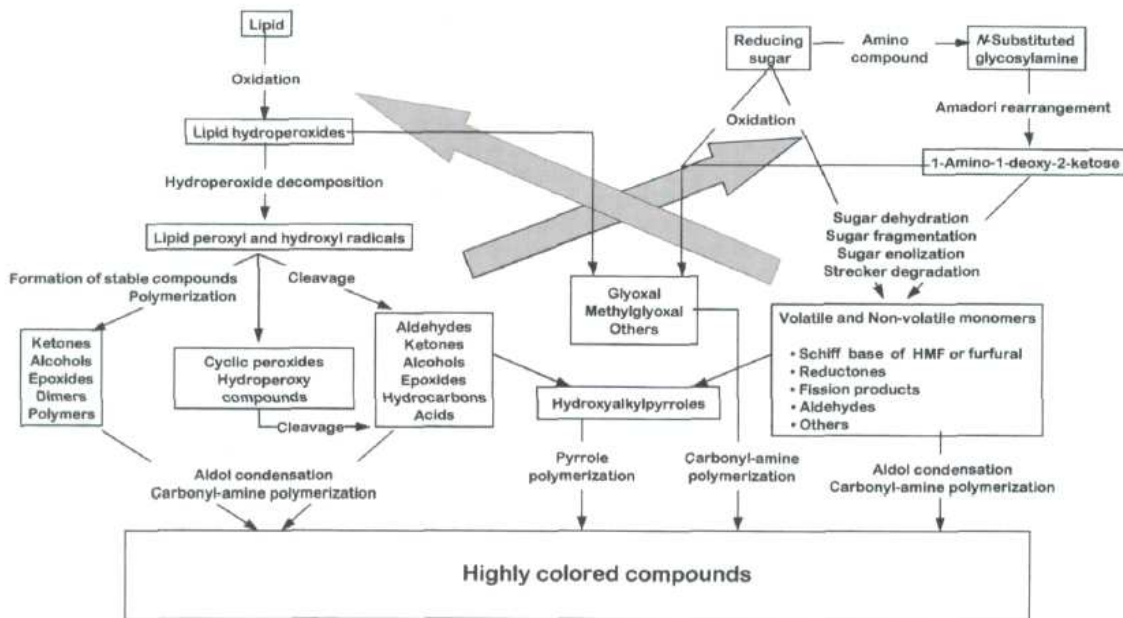 Lipid
Oxidation
Lipid hydroperoxides
Hydroperoxide decomposition
Lipid peroxyl and hydroxyl radicals
Formation of stable compounds
Polymerization
Cleavage
Ketones
Alcohols
Epoxides
Dimers
Polymers
Cyclic peroxides
Hydroperoxy
compounds
Cleavage
Aldehydes
Ketones
Alcohols
Epoxides
Hydrocarbons
Acids
Aldol condensation
Carbonyl-amine polymerization
Reducing
sugar
Amino
compound
N-Substituted
glycosylamine
Oxidation
Amadori rearrangement
1-Amino-1-deoxy-2-ketose
Sugar dehydration
Sugar fragmentation
Sugar enolization
Strecker degradation
Glyoxal
Methylglyoxal
Others
Volatile and Non-volatile monomers
• Schiff base of HMF or furfural
• Reductones
• Fission products
• Aldehydes
• Others
Hydroxyalkylpyrroles
Pyrrole
polymerization
Carbonyl-amine
polymerization
Aldol condensation
Carbonyl-amine polymerization
Highly colored compounds